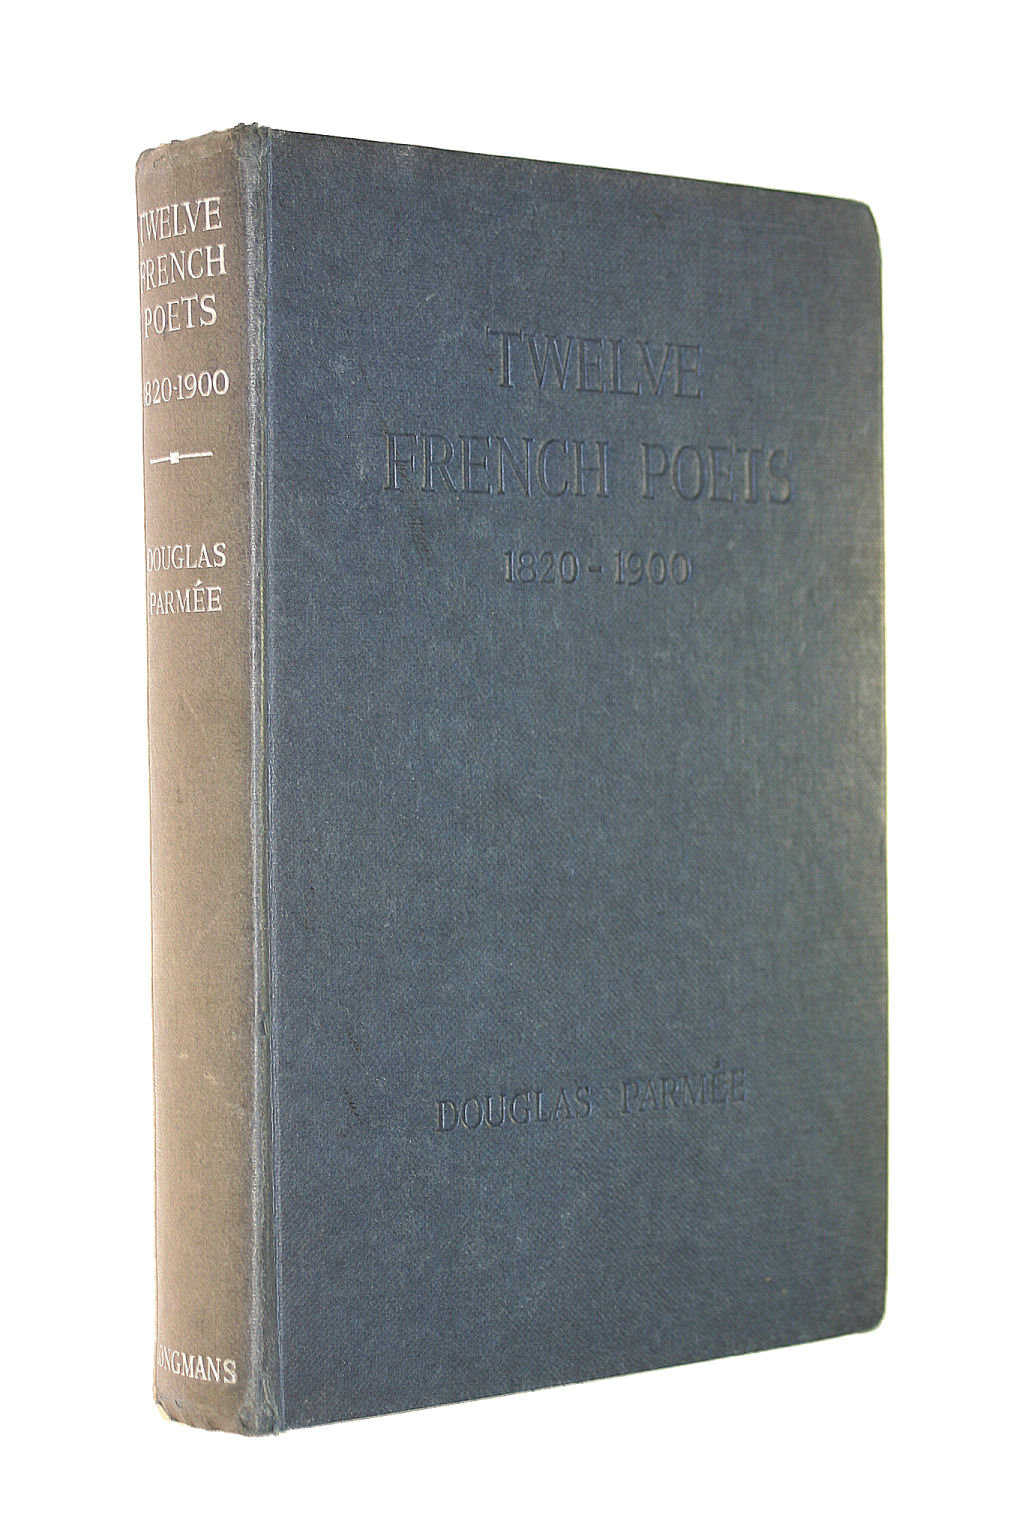 TWELVE
FRENCH
POETS
1820-1900
DOUGLAS
PARMÉE
LONGMANS
TWELVE
FRENCH POETS
1820-1900
DOUGLAS PARMÉE